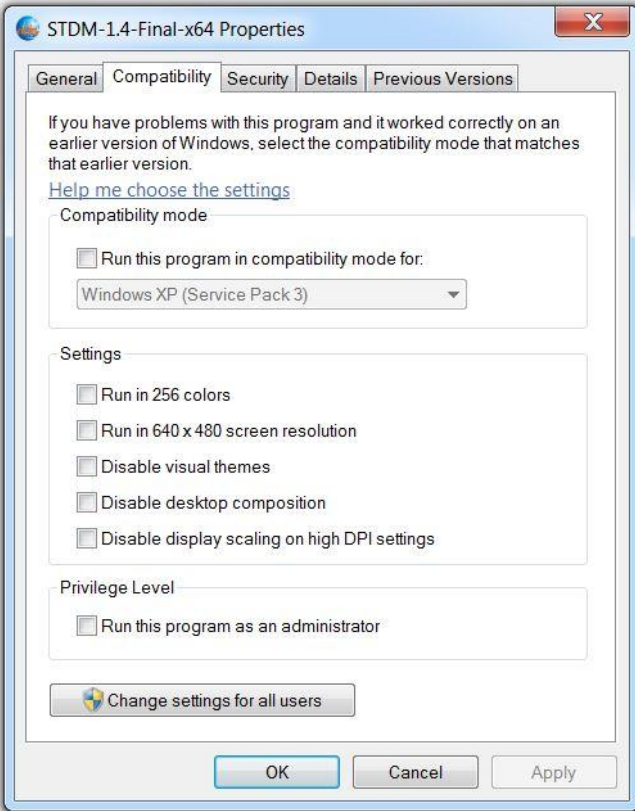 STDM-1.4-Final-x64 Properties
General Compatibility Security Details Previous Versions
If you have problems with this program and it worked correctly on an
earlier version of Windows, select the compatibility mode that matches
that earlier version.
Help me choose the settings
Compatibility mode
Run this program in compatibility mode for:
Windows XP (Service Pack 3)
Settings
Run in 256 colors
Run in 640 x 480 screen resolution
Disable visual themes
Disable desktop composition
Disable display scaling on high DPI settings
Privilege Level
Run this program as an administrator
Change settings for all users
OK Cancel Apply